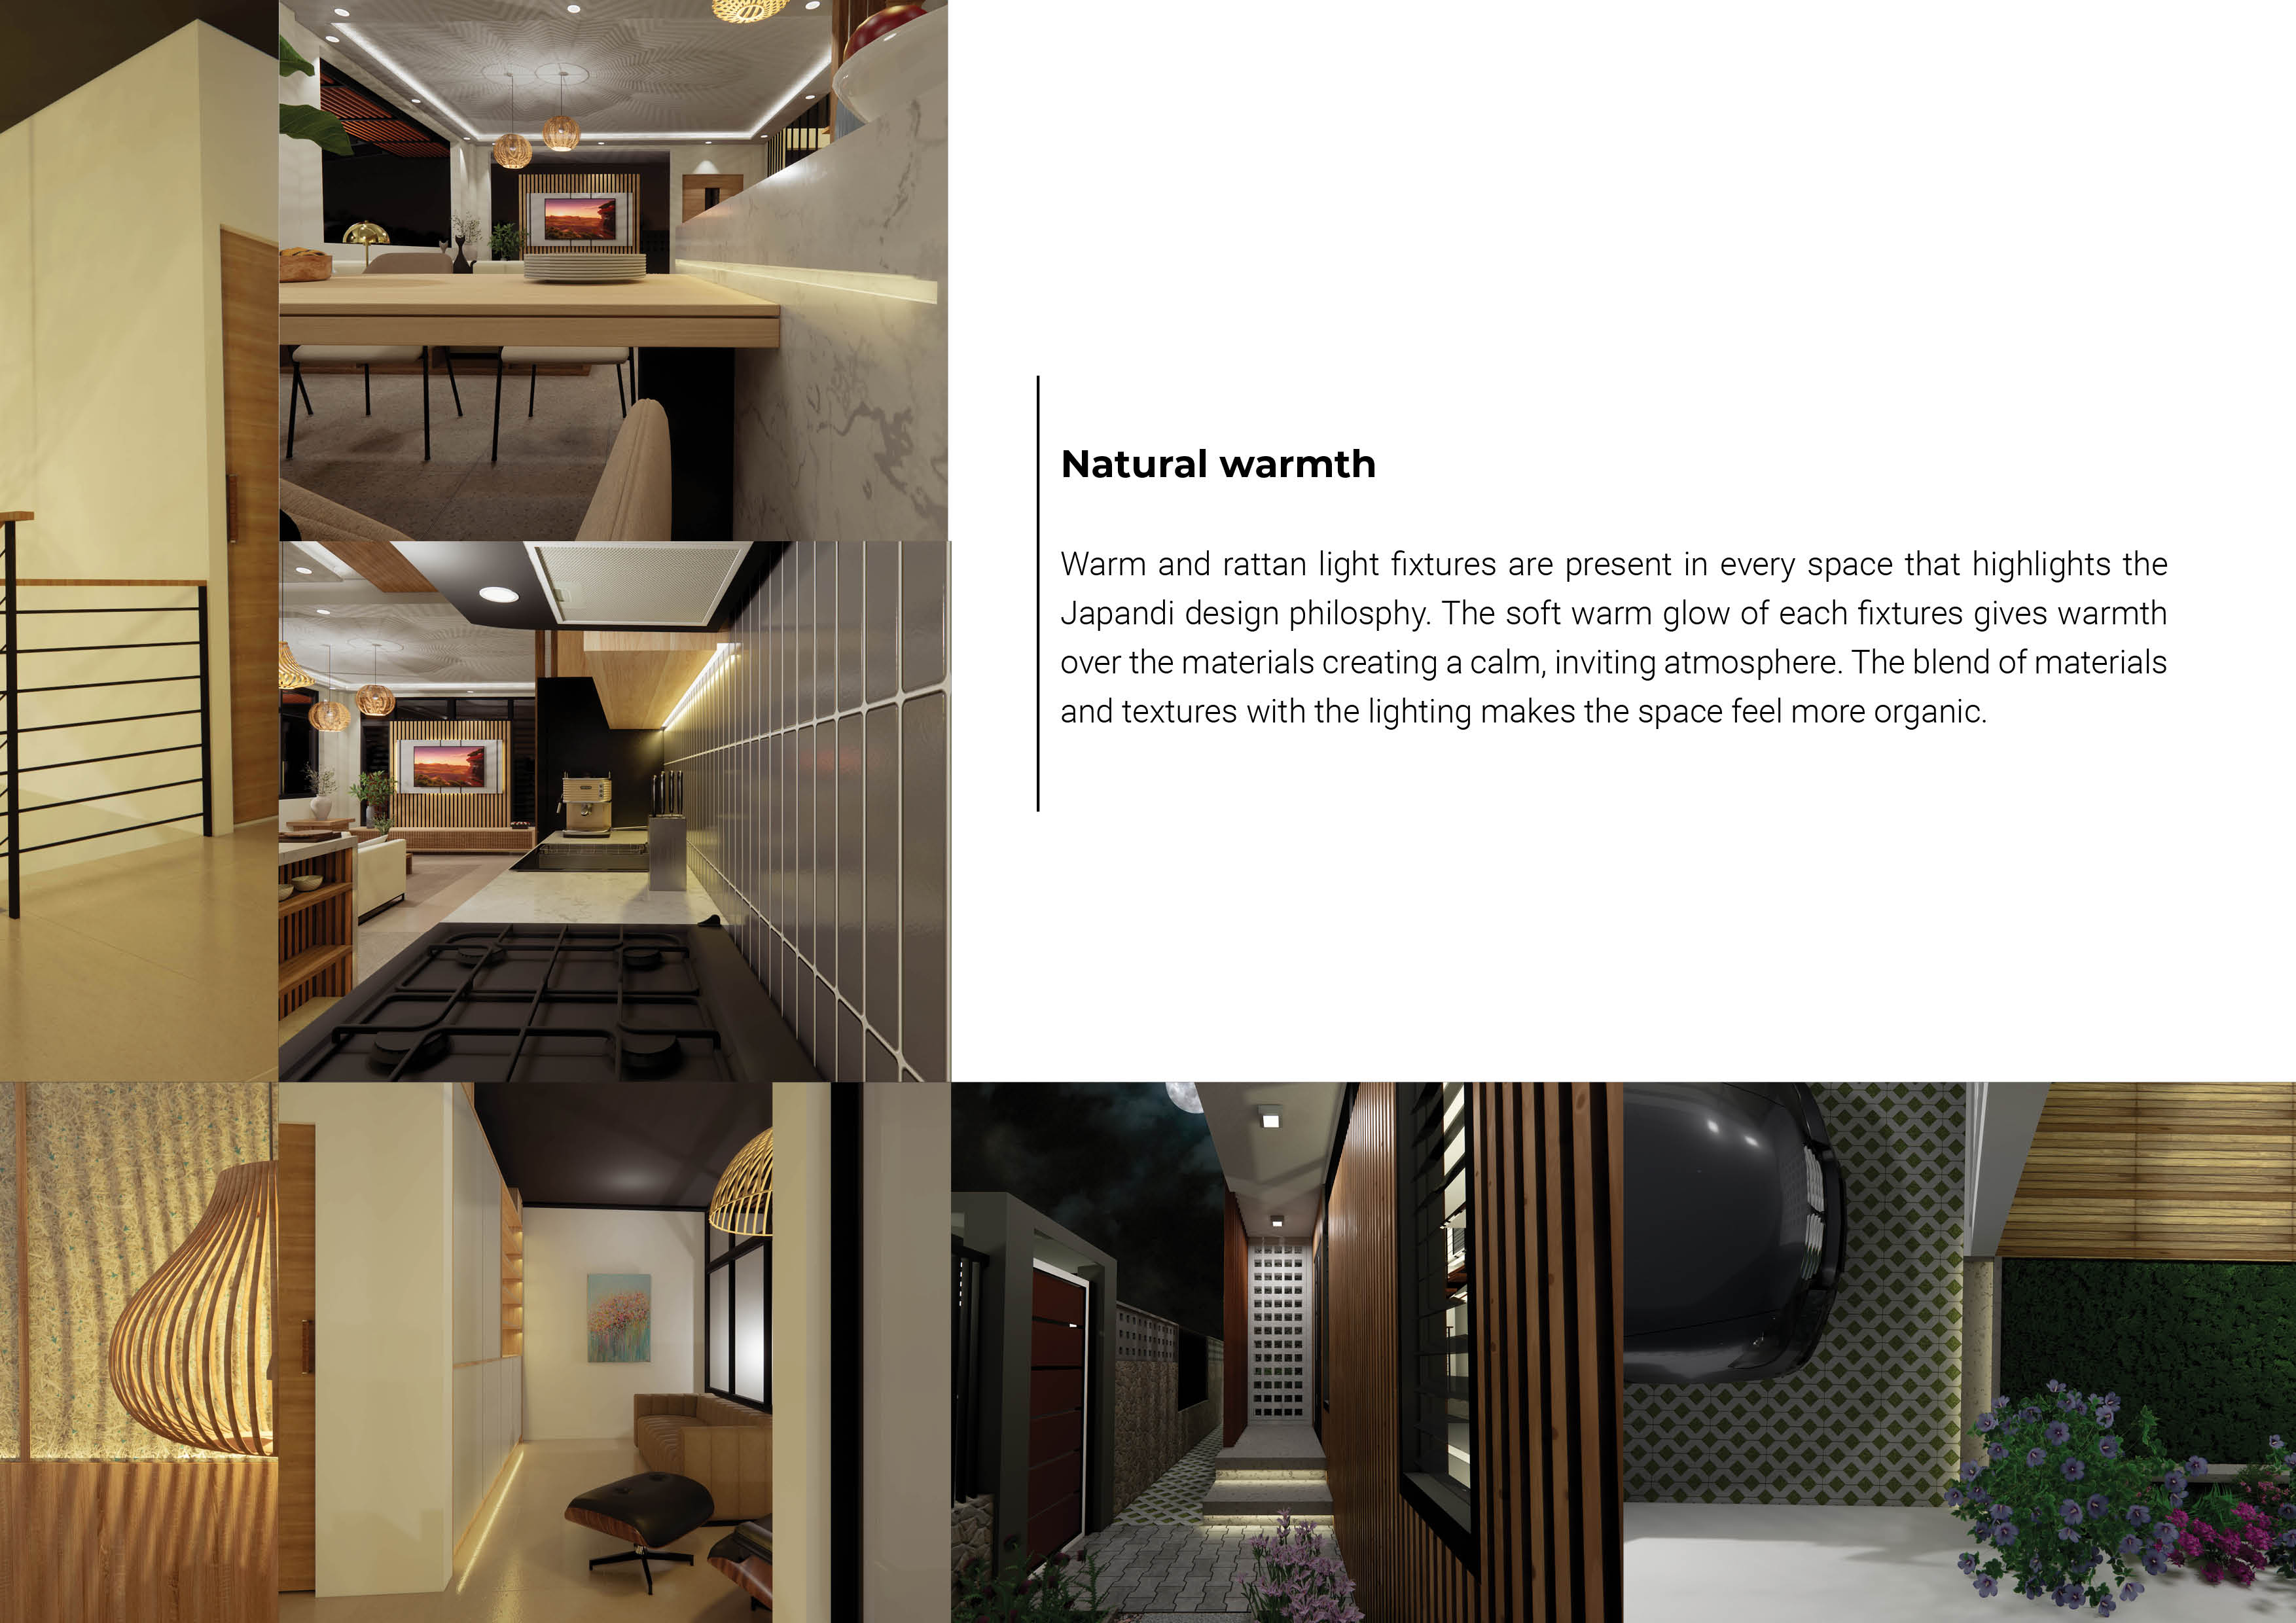 Natural warmth
Warm and rattan light fixtures are present in every space that highlights the
Japandi design philosphy. The soft warm glow of each fixtures gives warmth
over the materials creating a calm, inviting atmosphere. The blend of materials
and textures with the lighting makes the space feel more organic.